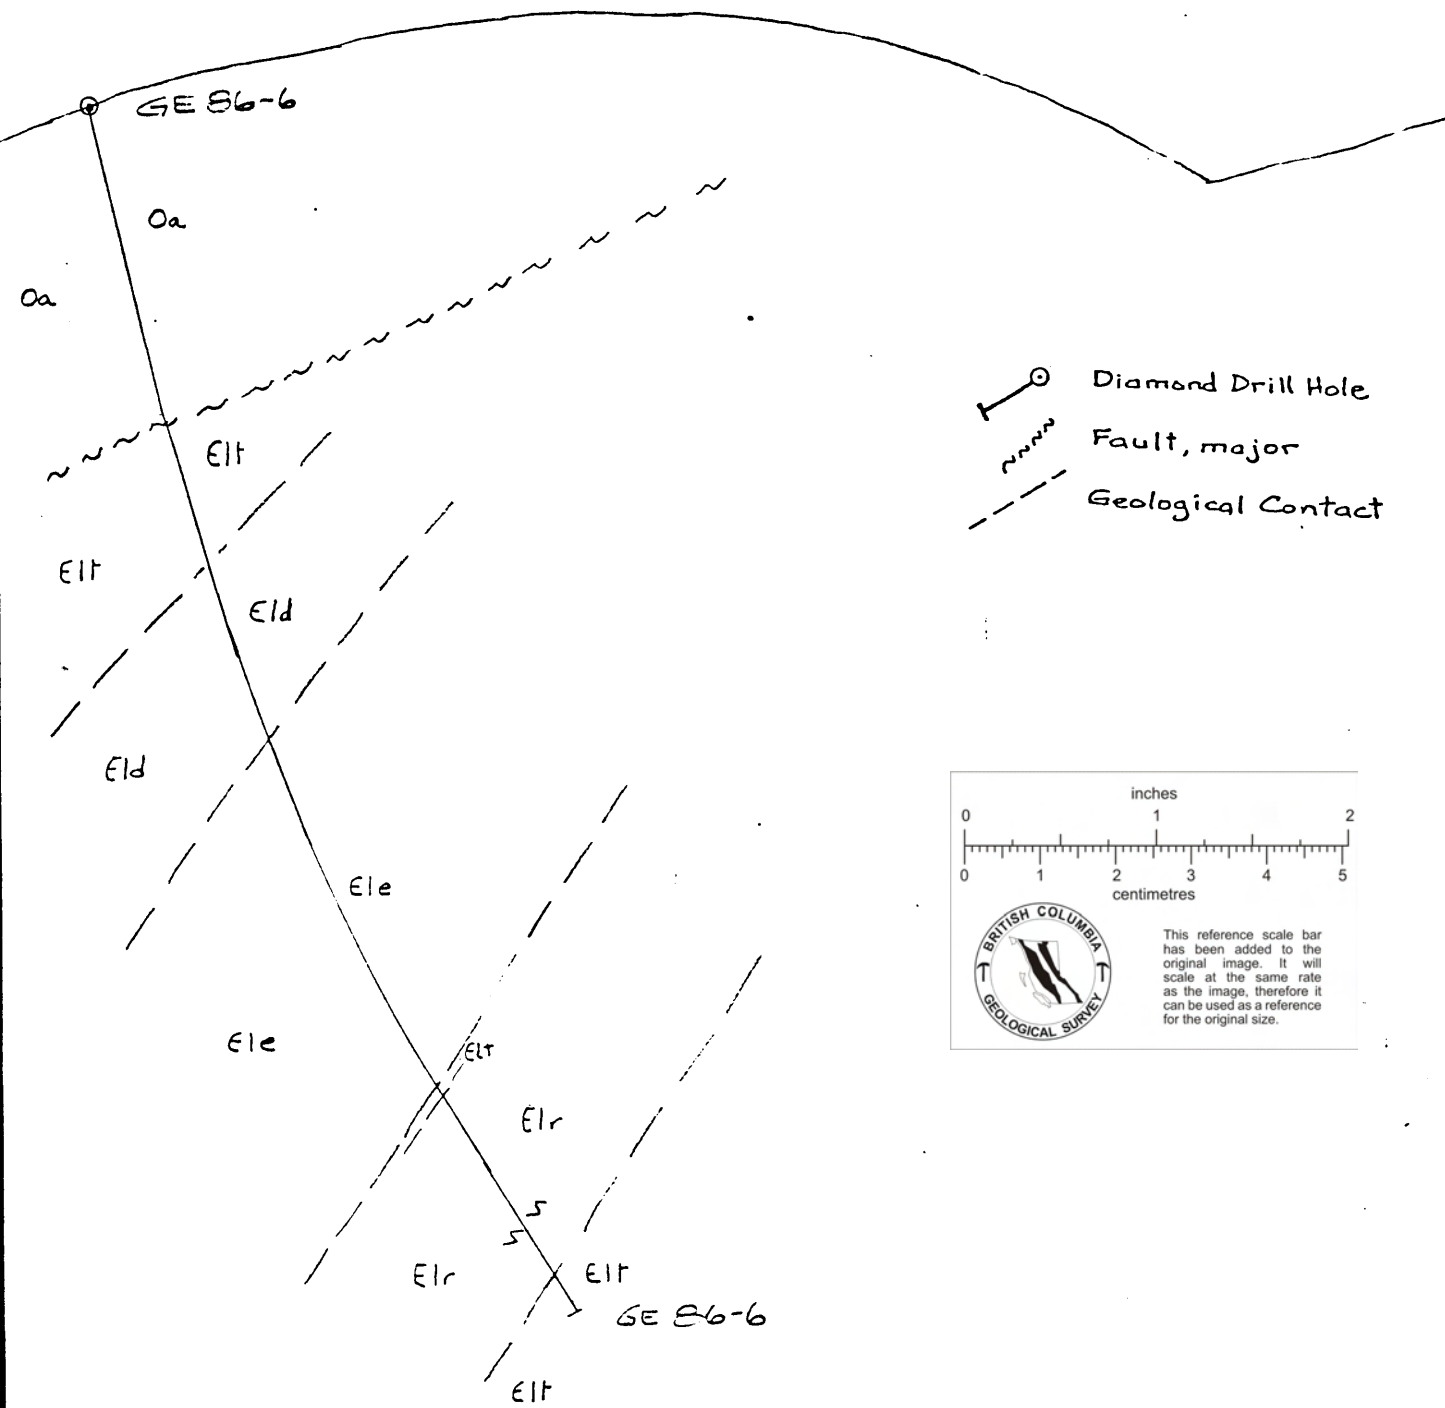 GE 86-6
Oa
Oa
Elt
Elt
Eld
Eld
Ele
Ele
Elt
Elr
Elr
Elt
GE 86-6
Elt
Diamond Drill Hole
Fault, major
Geological Contact
inches
0 1 2
0 1 2 3 4 5
centimetres
BRITISH COLUMBIA
GEOLOGICAL SURVEY
This reference scale bar
has been added to the
original image. It will
scale at the same rate
as the image, therefore it
can be used as a reference
for the original size.